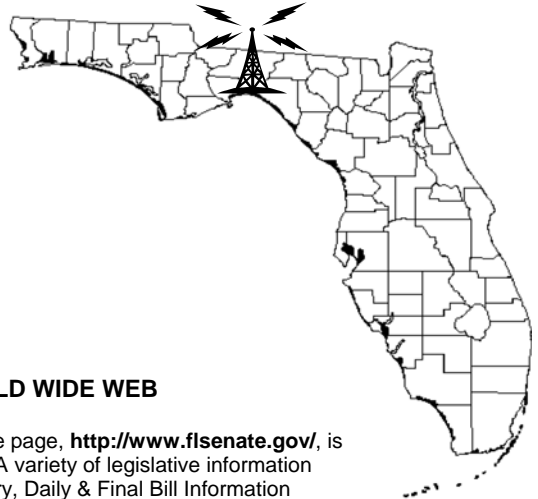 LD WIDE WEB
e page, http://www.flsenate.gov/, is
A variety of legislative information
ry, Daily & Final Bill Information